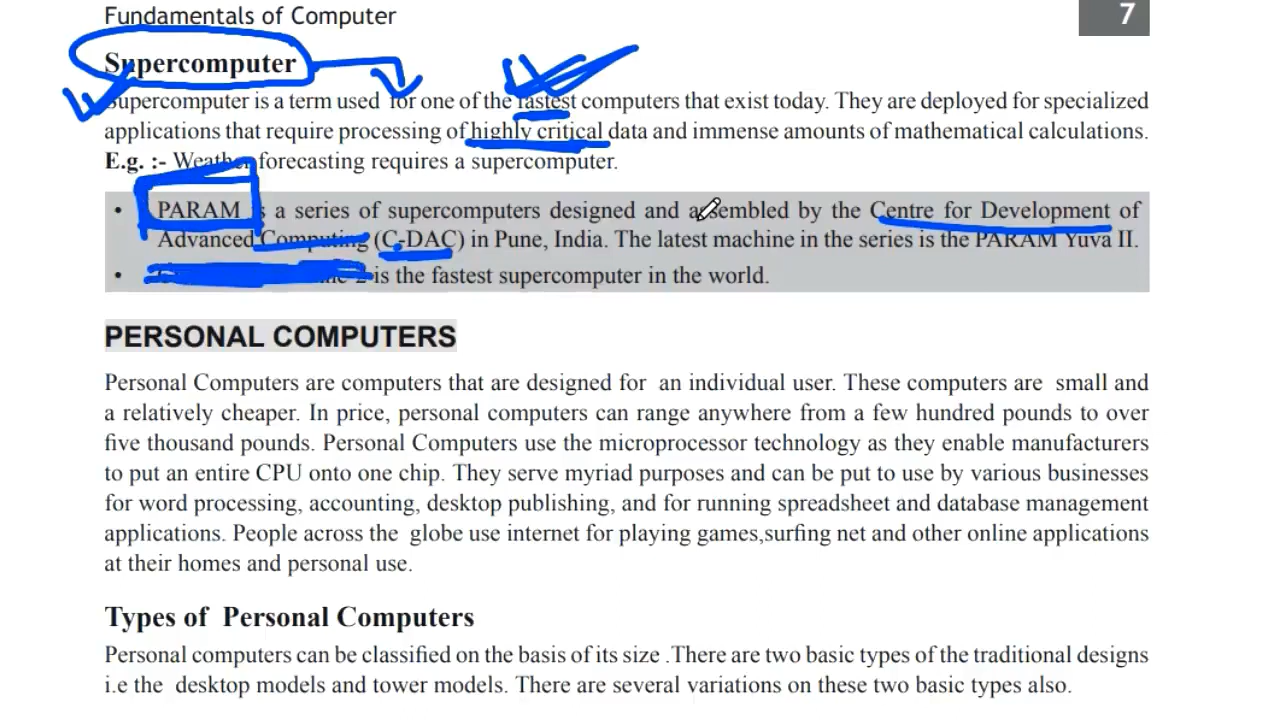 Fundamentals of Computer
7
Supercomputer
Supercomputer is a term used for one of the fastest computers that exist today. They are deployed for specialized
applications that require processing of highly critical data and immense amounts of mathematical calculations.
E.g. :- Weather forecasting requires a supercomputer.
• PARAM is a series of supercomputers designed and assembled by the Centre for Development of
Advanced Computing (C-DAC) in Pune, India. The latest machine in the series is the PARAM Yuva II.
• 2 is the fastest supercomputer in the world.
PERSONAL COMPUTERS
Personal Computers are computers that are designed for an individual user. These computers are small and
a relatively cheaper. In price, personal computers can range anywhere from a few hundred pounds to over
five thousand pounds. Personal Computers use the microprocessor technology as they enable manufacturers
to put an entire CPU onto one chip. They serve myriad purposes and can be put to use by various businesses
for word processing, accounting, desktop publishing, and for running spreadsheet and database management
applications. People across the globe use internet for playing games,surfing net and other online applications
at their homes and personal use.
Types of Personal Computers
Personal computers can be classified on the basis of its size .There are two basic types of the traditional designs
i.e the desktop models and tower models. There are several variations on these two basic types also.